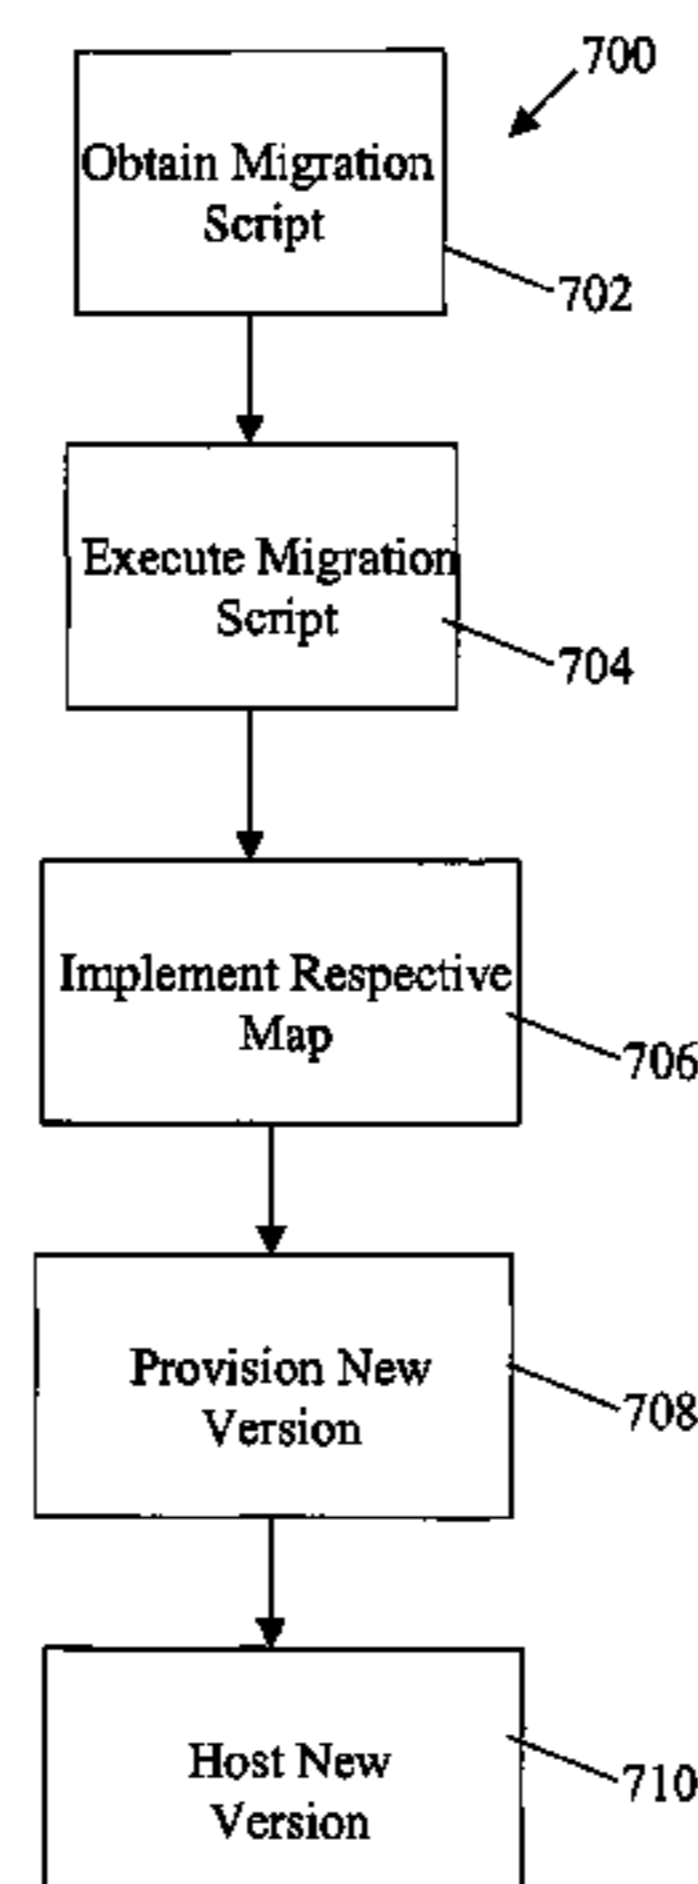 700
Obtain Migration
Script
702
Execute Migration
Script
704
Implement Respective
Map
706
Provision New
Version
708
Host New
Version
710